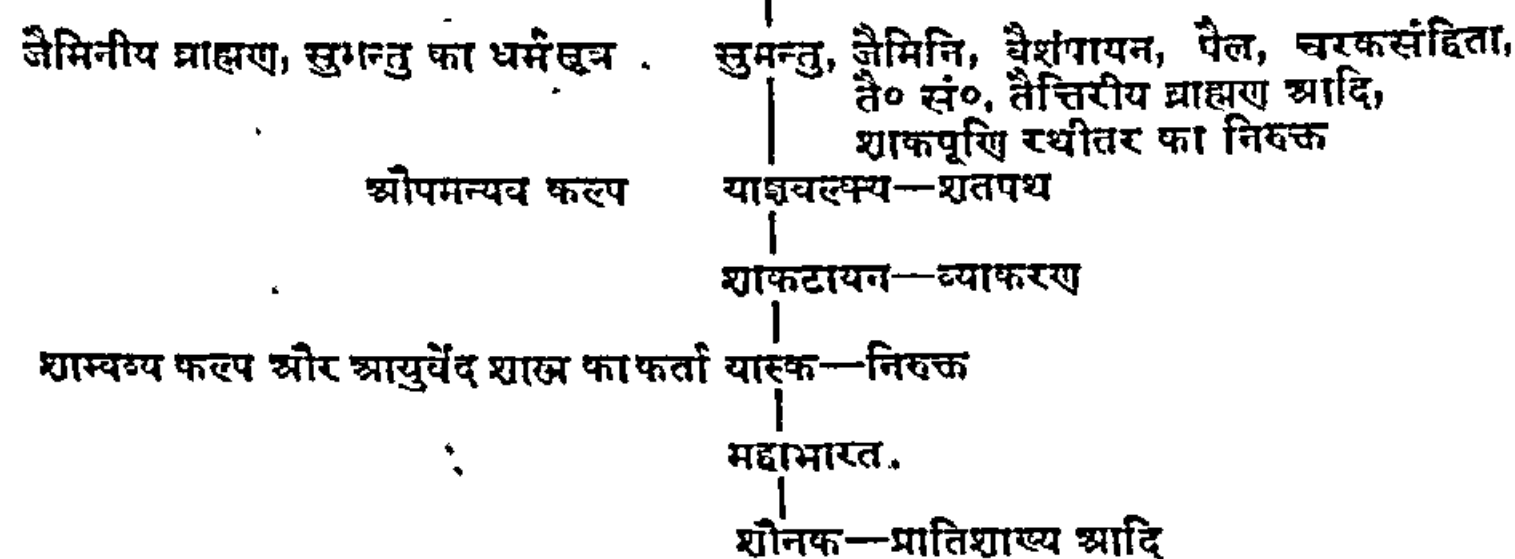 जैमिनीय ब्राह्मण, सुमन्तु का धर्मसूत्र . सुमन्तु, जैमिनि, वैशंपायन, पैल, चरकसंहिता,
तै० सं०, तैत्तिरीय ब्राह्मण आदि,
शाकपूणि रथीतर का निरुक्त
औपमन्यव कल्प याज्ञवल्क्य—शतपथ
शाकटायन—व्याकरण
शाम्बव्य कल्प और आयुर्वेद शास्त्र का कर्ता यास्क—निरुक्त
महाभारत.
शौनक—प्रातिशाख्य आदि